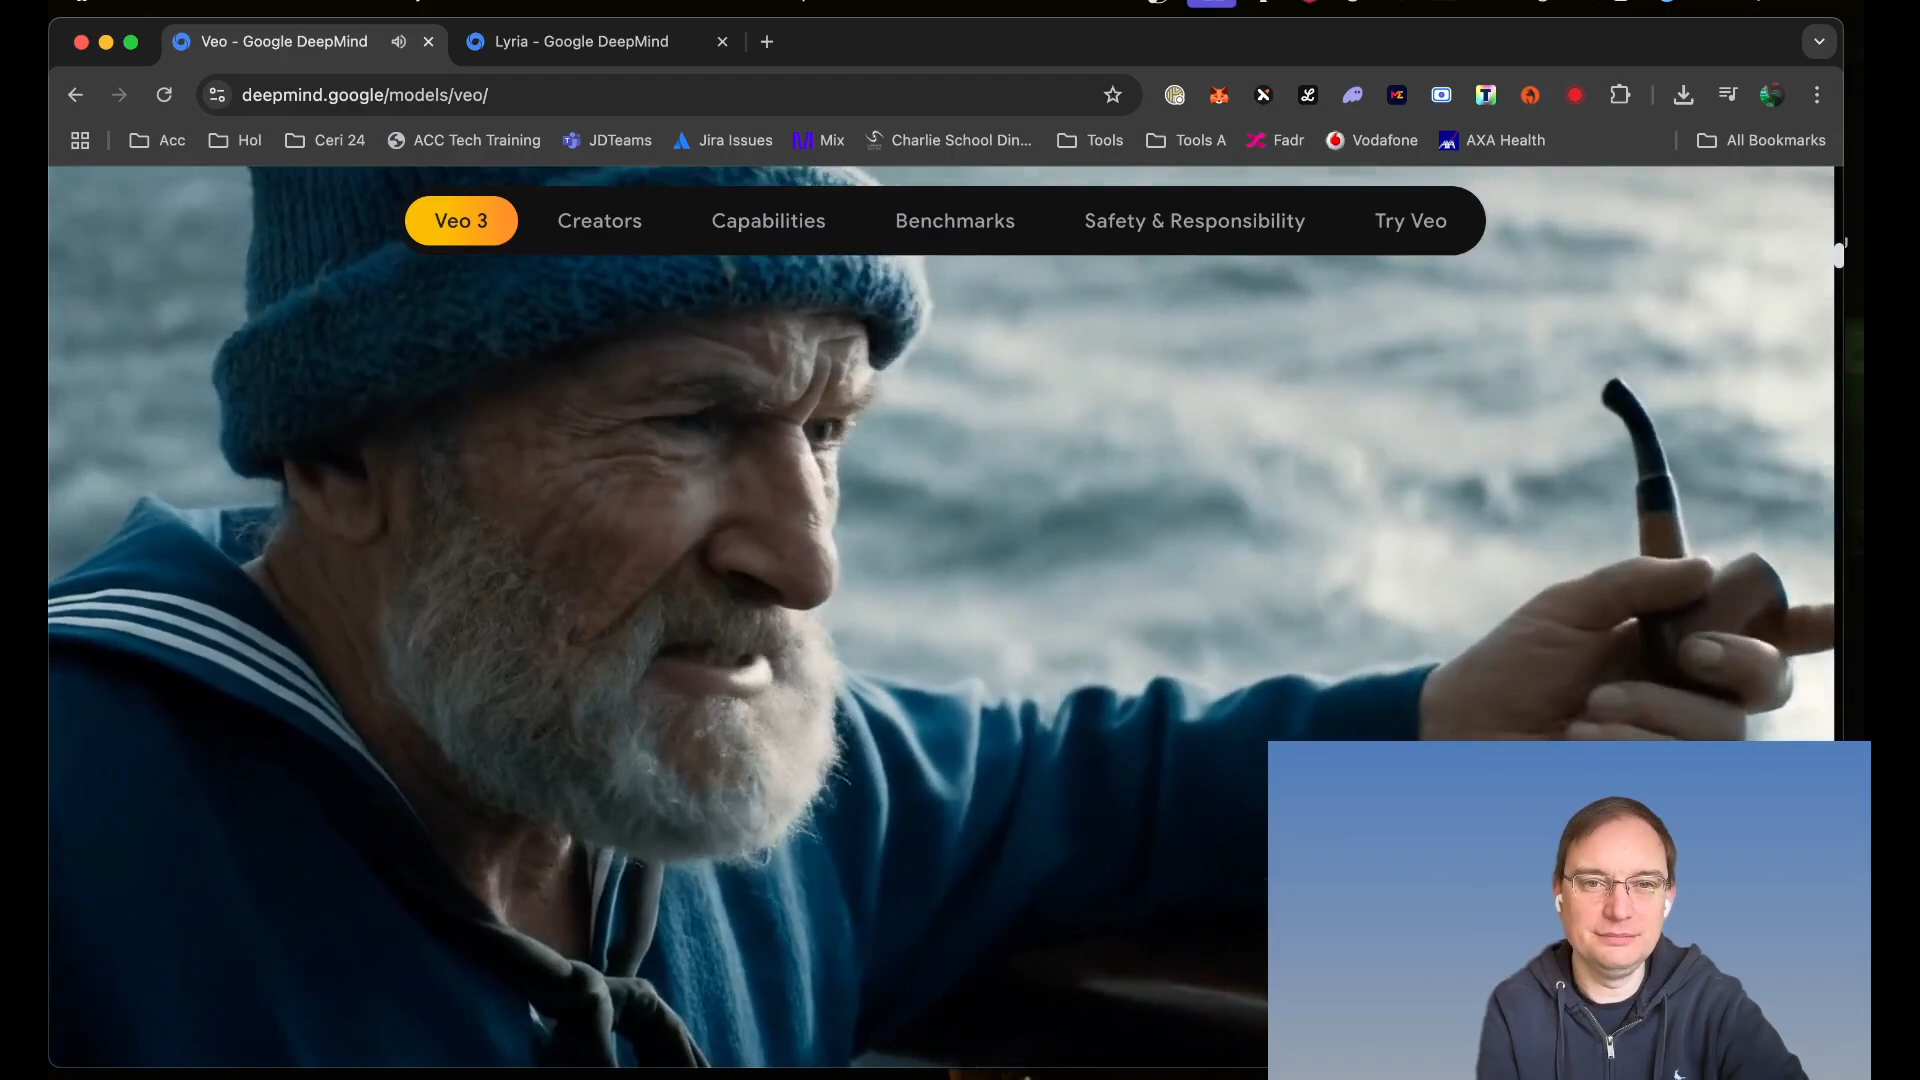 Veo - Google DeepMind
Lyria - Google DeepMind
deepmind.google/models/veo/
Acc
Hol
Ceri 24
ACC Tech Training
JDTeams
Jira Issues
Mix
Charlie School Din...
Tools
Tools A
Fadr
Vodafone
AXA Health
All Bookmarks
Veo 3
Creators
Capabilities
Benchmarks
Safety & Responsibility
Try Veo